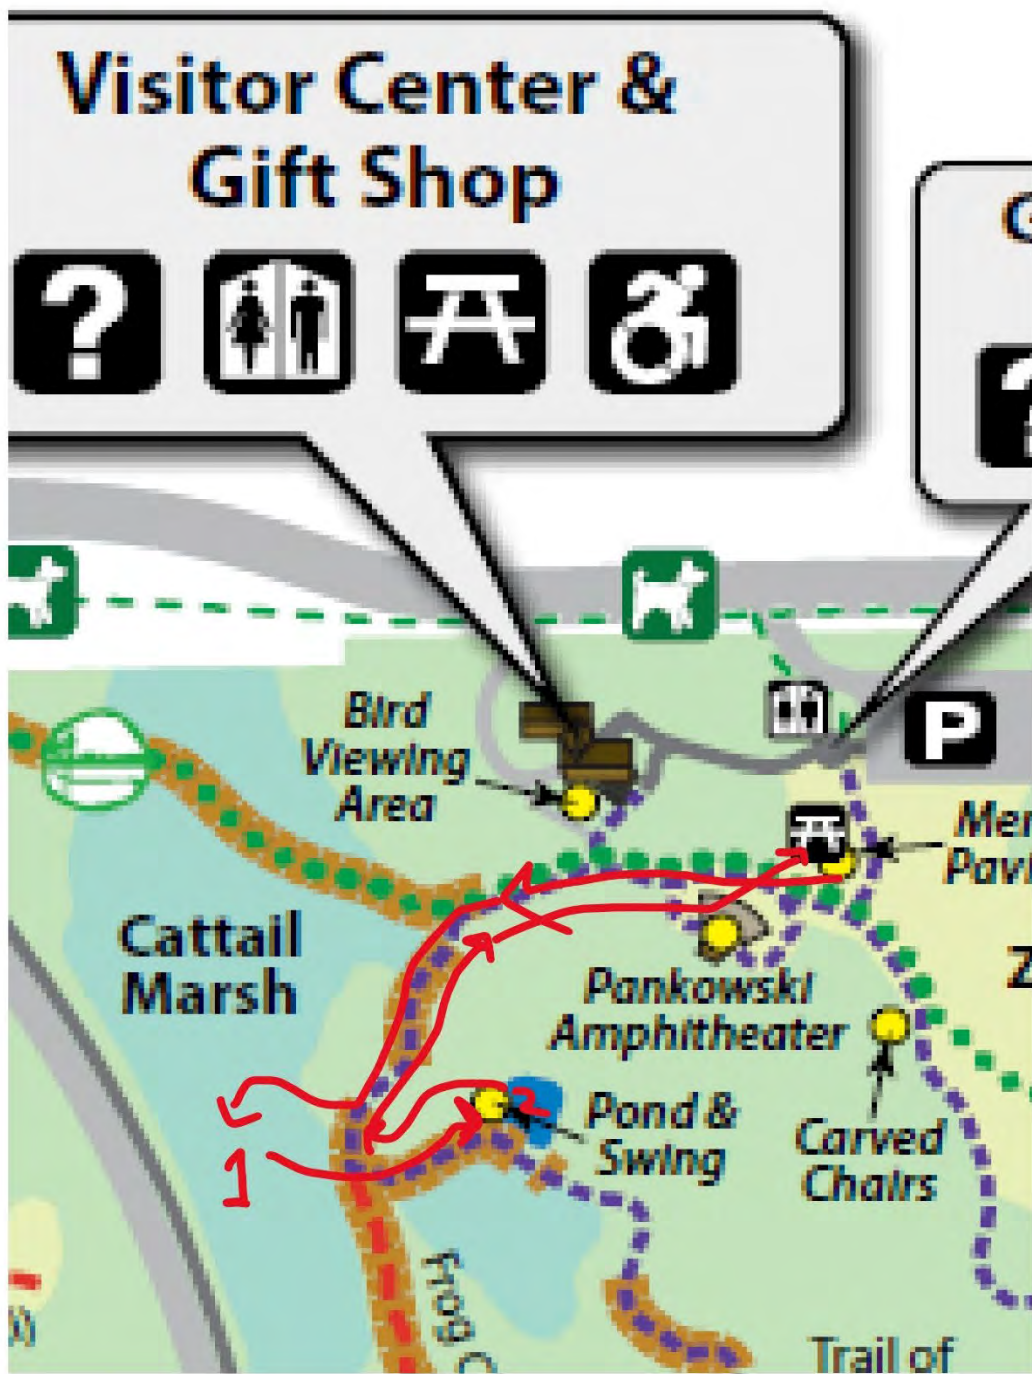 Visitor Center &
Gift Shop
?
P
Bird
Viewing
Area
Cattail
Marsh
Pankowski
Amphitheater
Pond &
Swing
Carved
Chairs
1
2
Trail of